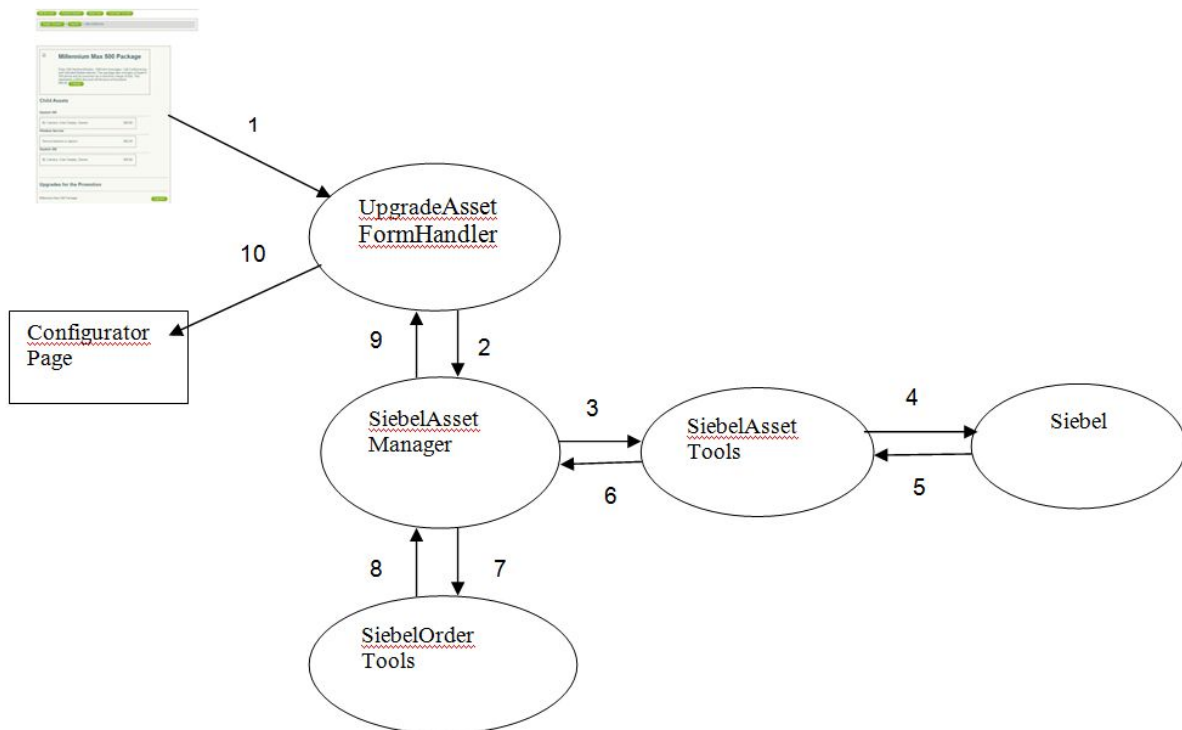 Millennium Max 500 Package
Child Assets
Upgrades for the Promotion
1
UpgradeAsset
FormHandler
10
Configurator
Page
9
2
SiebelAsset
Manager
3
6
SiebelAsset
Tools
4
5
Siebel
8
7
SiebelOrder
Tools